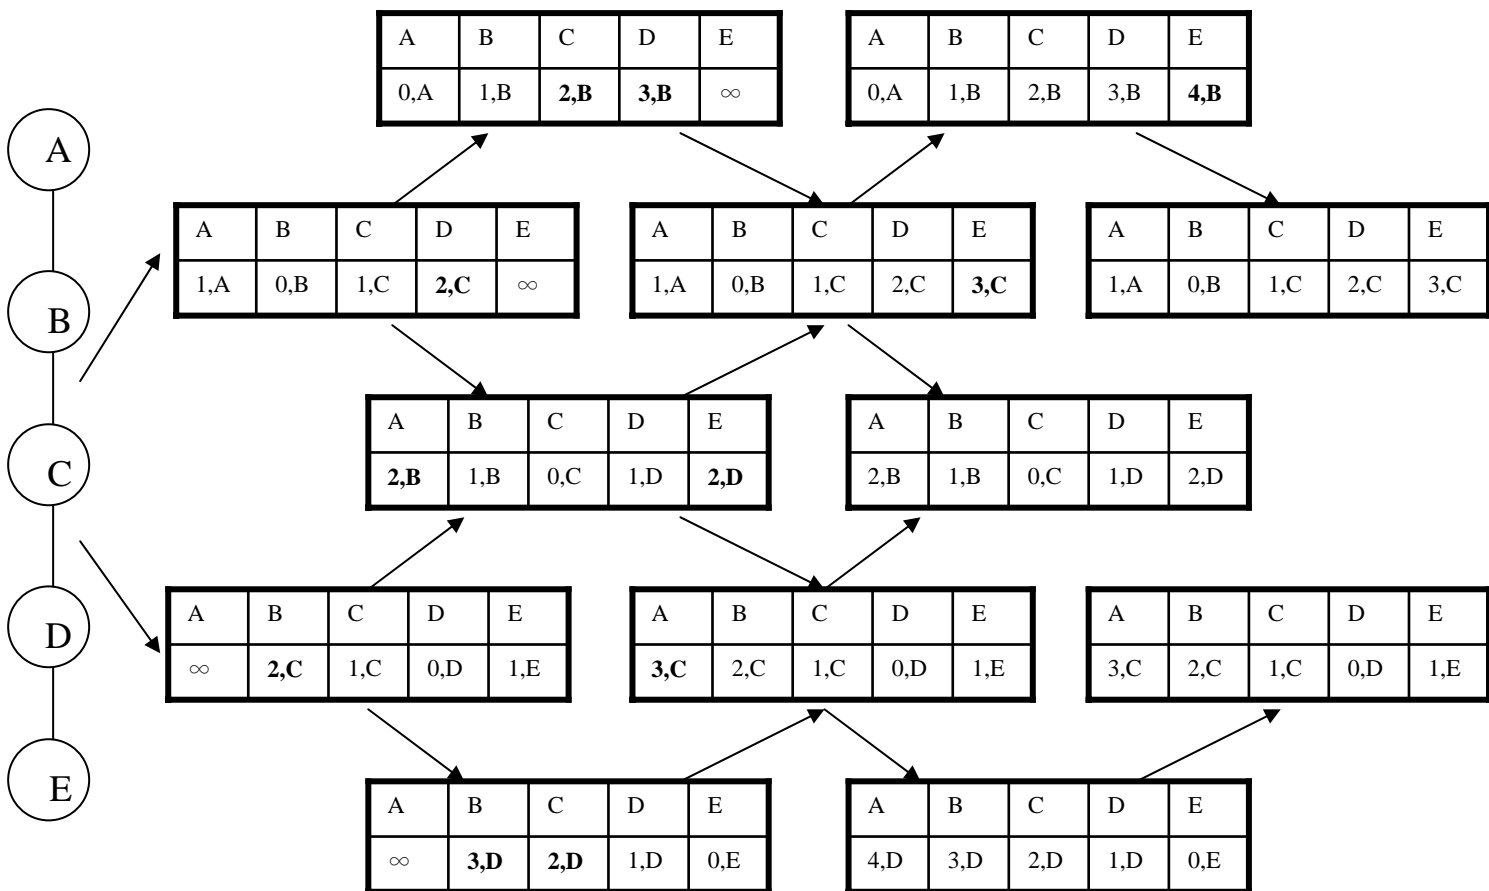 A B C D E
0,A 1,B 2,B 3,B ∞
A B C D E
0,A 1,B 2,B 3,B 4,B
A
B
C
D
E
A B C D E
1,A 0,B 1,C 2,C ∞
A B C D E
1,A 0,B 1,C 2,C 3,C
A B C D E
1,A 0,B 1,C 2,C 3,C
A B C D E
2,B 1,B 0,C 1,D 2,D
A B C D E
2,B 1,B 0,C 1,D 2,D
A B C D E
∞ 2,C 1,C 0,D 1,E
A B C D E
3,C 2,C 1,C 0,D 1,E
A B C D E
3,C 2,C 1,C 0,D 1,E
A B C D E
∞ 3,D 2,D 1,D 0,E
A B C D E
4,D 3,D 2,D 1,D 0,E